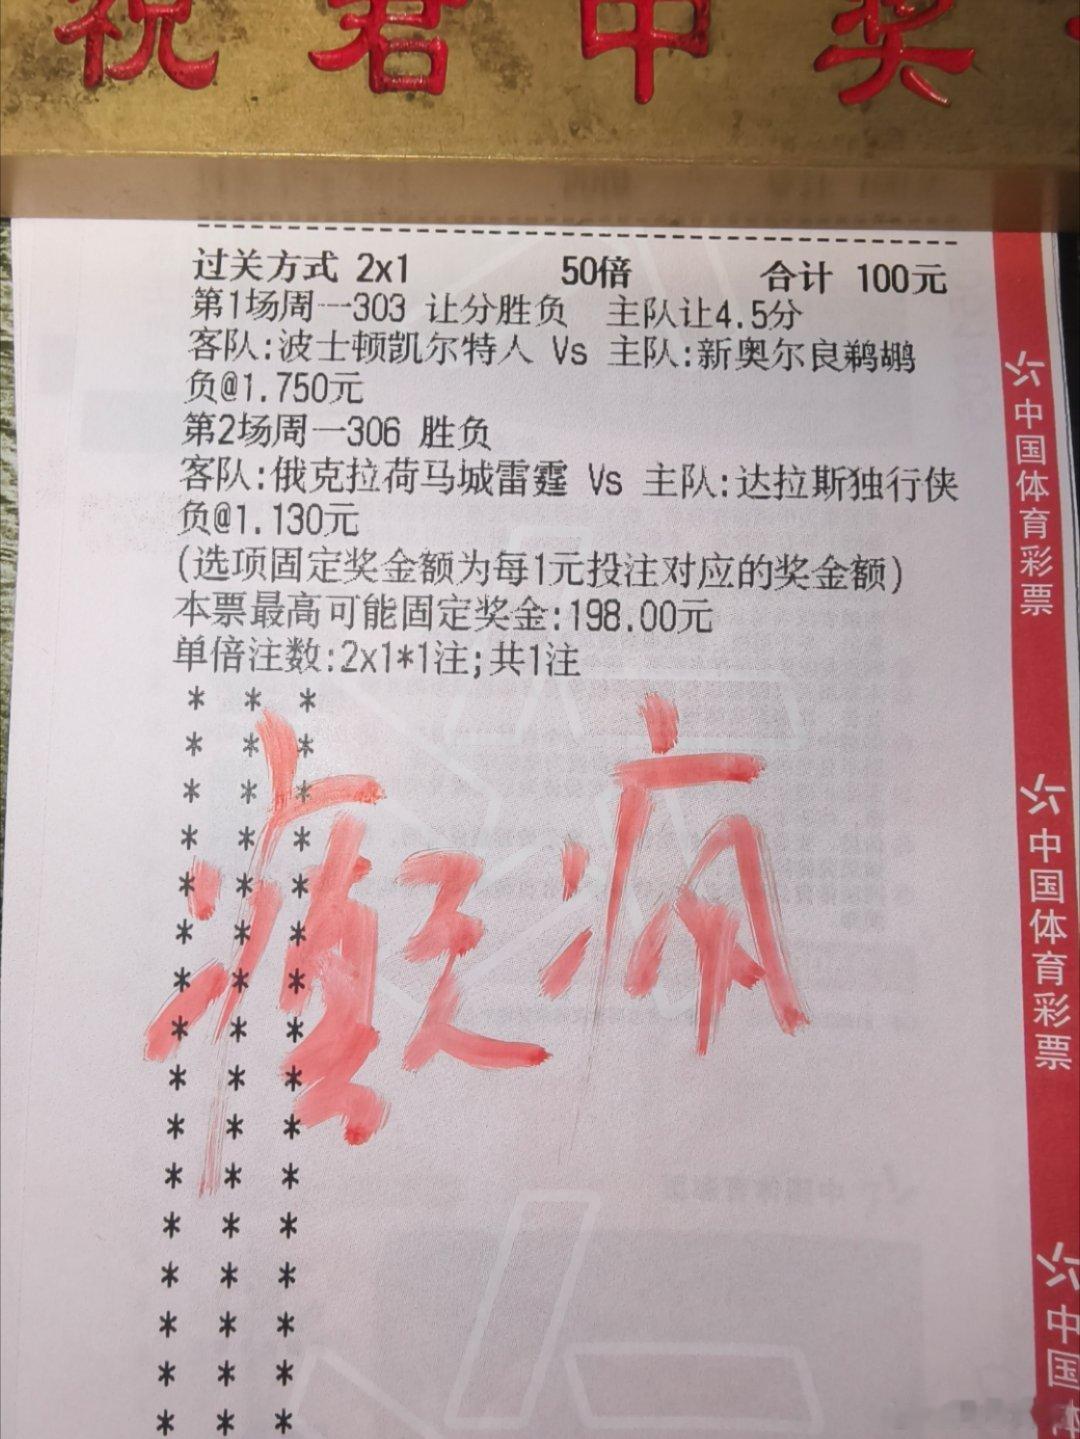 祝君中奖
过关方式 2x1 50倍 合计 100元
第1场周一303 让分胜负 主队让4.5分
客队:波士顿凯尔特人 Vs 主队:新奥尔良鹈鹕
负@1.750元
第2场周一306 胜负
客队:俄克拉荷马城雷霆 Vs 主队:达拉斯独行侠
负@1.130元
(选项固定奖金额为每1元投注对应的奖金额)
本票最高可能固定奖金:198.00元
单倍注数:2x1*1注;共1注
中国体育彩票
中国体育彩票
中国体